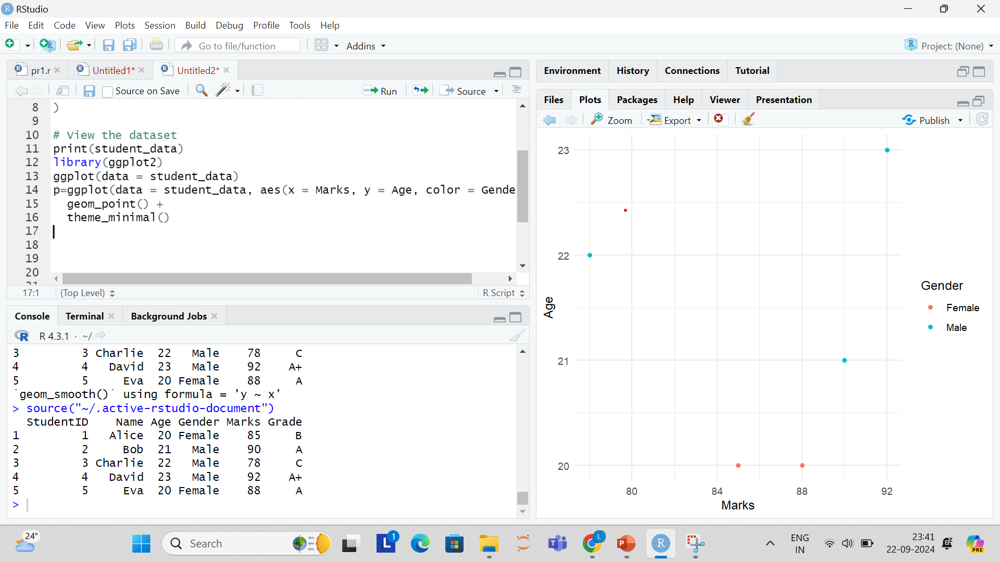 RStudio
File Edit Code View Plots Session Build Debug Profile Tools Help
Go to file/function Addins Project: (None)
pr1.r Untitled1* Untitled2*
Source on Save Run Source
8 )
9
10 # View the dataset
11 print(student_data)
12 library(ggplot2)
13 ggplot(data = student_data)
14 p=ggplot(data = student_data, aes(x = Marks, y = Age, color = Gende
15 geom_point() +
16 theme_minimal()
17
18
19
20
21
17:1 (Top Level) R Script
Console Terminal Background Jobs
R 4.3.1 · ~/
3 3 Charlie 22 Male 78 C
4 4 David 23 Male 92 A+
5 5 Eva 20 Female 88 A
`geom_smooth()` using formula = 'y ~ x'
> source("~/.active-rstudio-document")
StudentID Name Age Gender Marks Grade
1 1 Alice 20 Female 85 B
2 2 Bob 21 Male 90 A
3 3 Charlie 22 Male 78 C
4 4 David 23 Male 92 A+
5 5 Eva 20 Female 88 A
>
Environment History Connections Tutorial
Files Plots Packages Help Viewer Presentation
Zoom Export Publish
23
22
21
20
Age
80 84 88 92
Marks
Gender
Female
Male
24°
Search
L 1
L
P
R
ENG
IN
23:41
22-09-2024
PRE